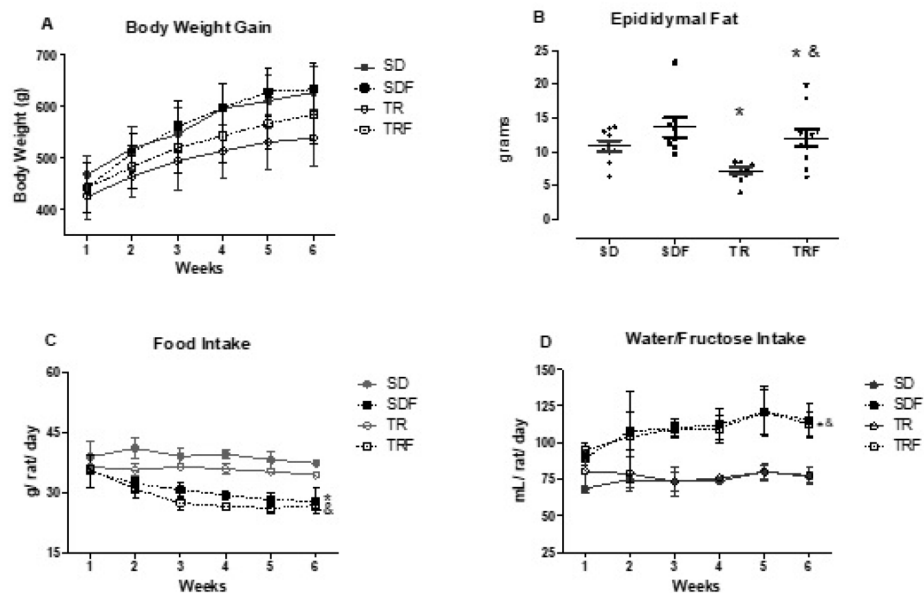 A
Body Weight Gain
Body Weight (g)
700
600
500
400
1 2 3 4 5 6
Weeks
SD
SDF
TR
TRF
B
Epididymal Fat
grams
25
20
15
10
5
0
*
* &
SD SDF TR TRF
C
Food Intake
g/ rat/ day
60
45
30
15
1 2 3 4 5 6
Weeks
SD
SDF
TR
TRF
*
&
D
Water/Fructose Intake
mL/ rat/ day
150
125
100
75
50
25
1 2 3 4 5 6
Weeks
SD
SDF
TR
TRF
*&